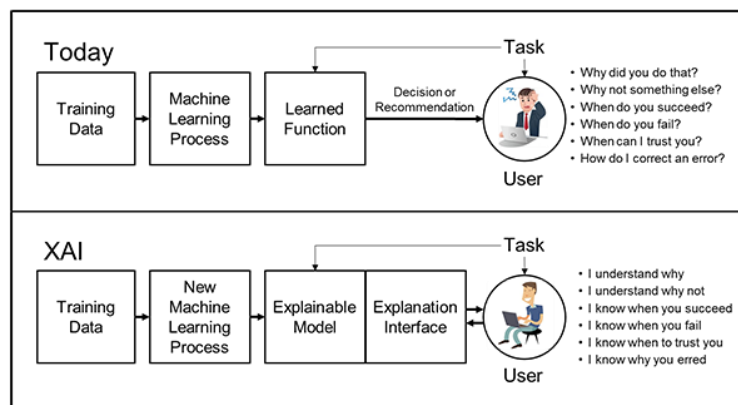 Today
Task
Training
Data
Machine
Learning
Process
Learned
Function
Decision or
Recommendation
User
• Why did you do that?
• Why not something else?
• When do you succeed?
• When do you fail?
• When can I trust you?
• How do I correct an error?
XAI
Task
Training
Data
New
Machine
Learning
Process
Explainable
Model
Explanation
Interface
User
• I understand why
• I understand why not
• I know when you succeed
• I know when you fail
• I know when to trust you
• I know why you erred